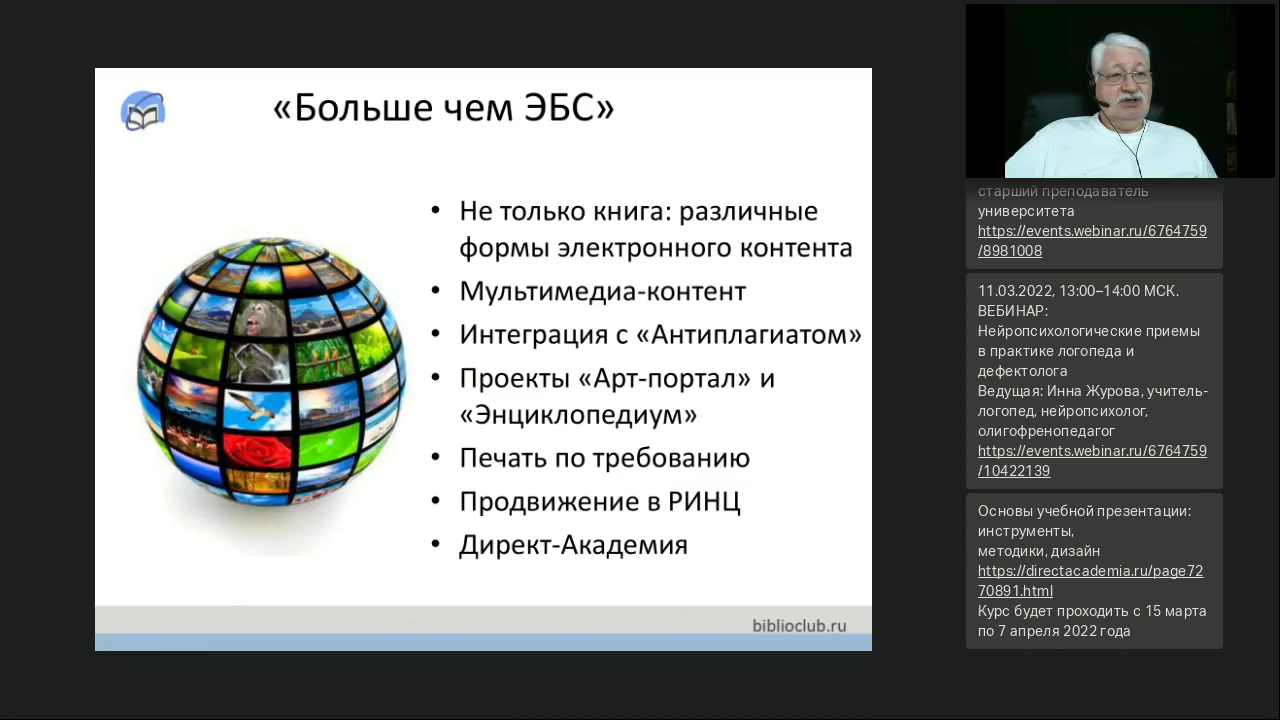 «Больше чем ЭБС»
• Не только книга: различные
формы электронного контента
• Мультимедиа-контент
• Интеграция с «Антиплагиатом»
• Проекты «Арт-портал» и
«Энциклопедиум»
• Печать по требованию
• Продвижение в РИНЦ
• Директ-Академия
biblioclub.ru
старший преподаватель
университета
https://events.webinar.ru/6764759
/8981008
11.03.2022, 13:00–14:00 МСК.
ВЕБИНАР:
Нейропсихологические приемы
в практике логопеда и
дефектолога
Ведущая: Инна Журова, учитель-
логопед, нейропсихолог,
олигофренопедагог
https://events.webinar.ru/6764759
/10422139
Основы учебной презентации:
инструменты,
методики, дизайн
https://directacademia.ru/page72
70891.html
Курс будет проходить с 15 марта
по 7 апреля 2022 года